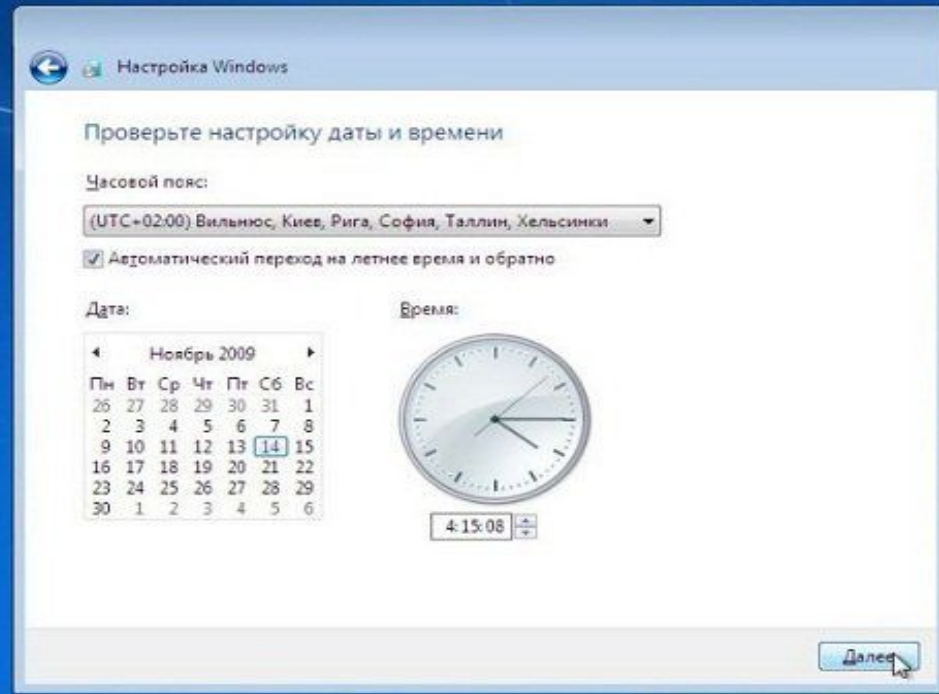 Настройка Windows
Проверьте настройку даты и времени
Часовой пояс:
(UTC+02:00) Вильнюс, Киев, Рига, София, Таллин, Хельсинки
Автоматический переход на летнее время и обратно
Дата:
Время:
Ноябрь 2009
Пн Вт Ср Чт Пт Сб Вс
26 27 28 29 30 31 1
2 3 4 5 6 7 8
9 10 11 12 13 14 15
16 17 18 19 20 21 22
23 24 25 26 27 28 29
30 1 2 3 4 5 6
4:15:08
Далее